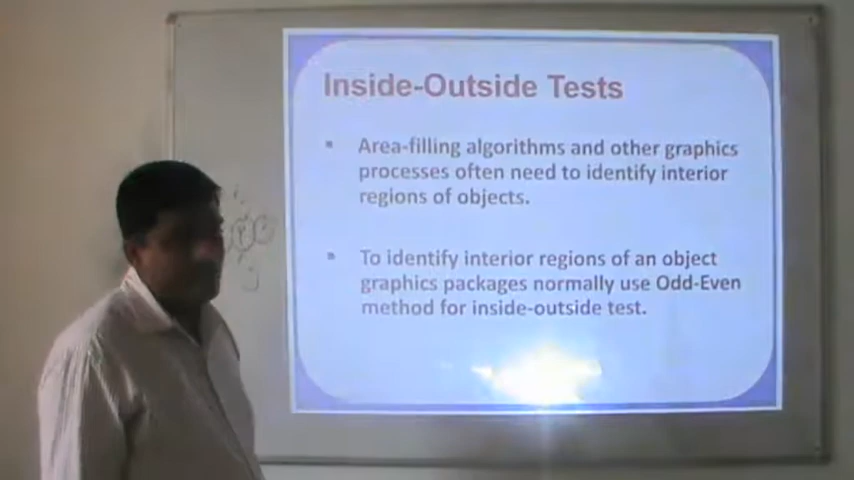 Inside-Outside Tests
▪ Area-filling algorithms and other graphics
processes often need to identify interior
regions of objects.
▪ To identify interior regions of an object
graphics packages normally use Odd-Even
method for inside-outside test.